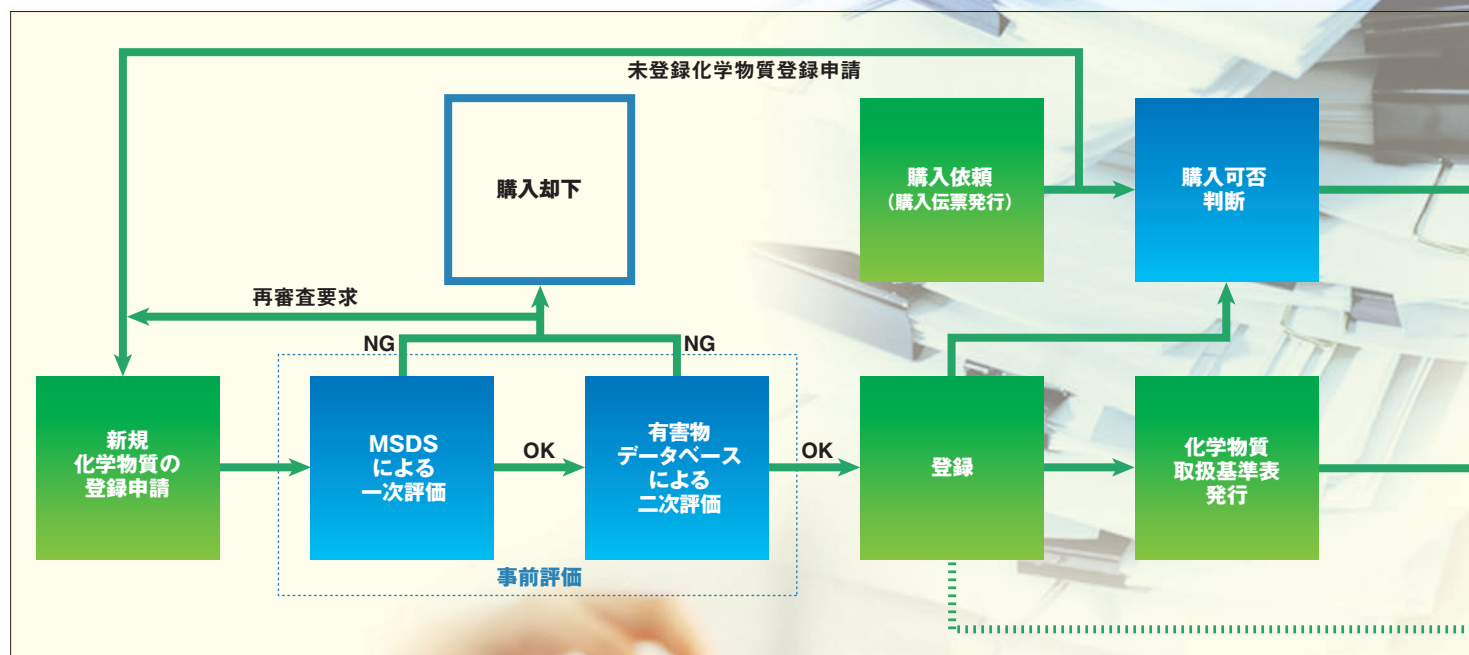 未登録化学物質登録申請
購入却下
購入依頼
（購入伝票発行）
購入可否
判断
再審査要求
NG
NG
新規
化学物質の
登録申請
MSDS
による
一次評価
OK
有害物
データベース
による
二次評価
OK
登録
化学物質
取扱基準表
発行
事前評価